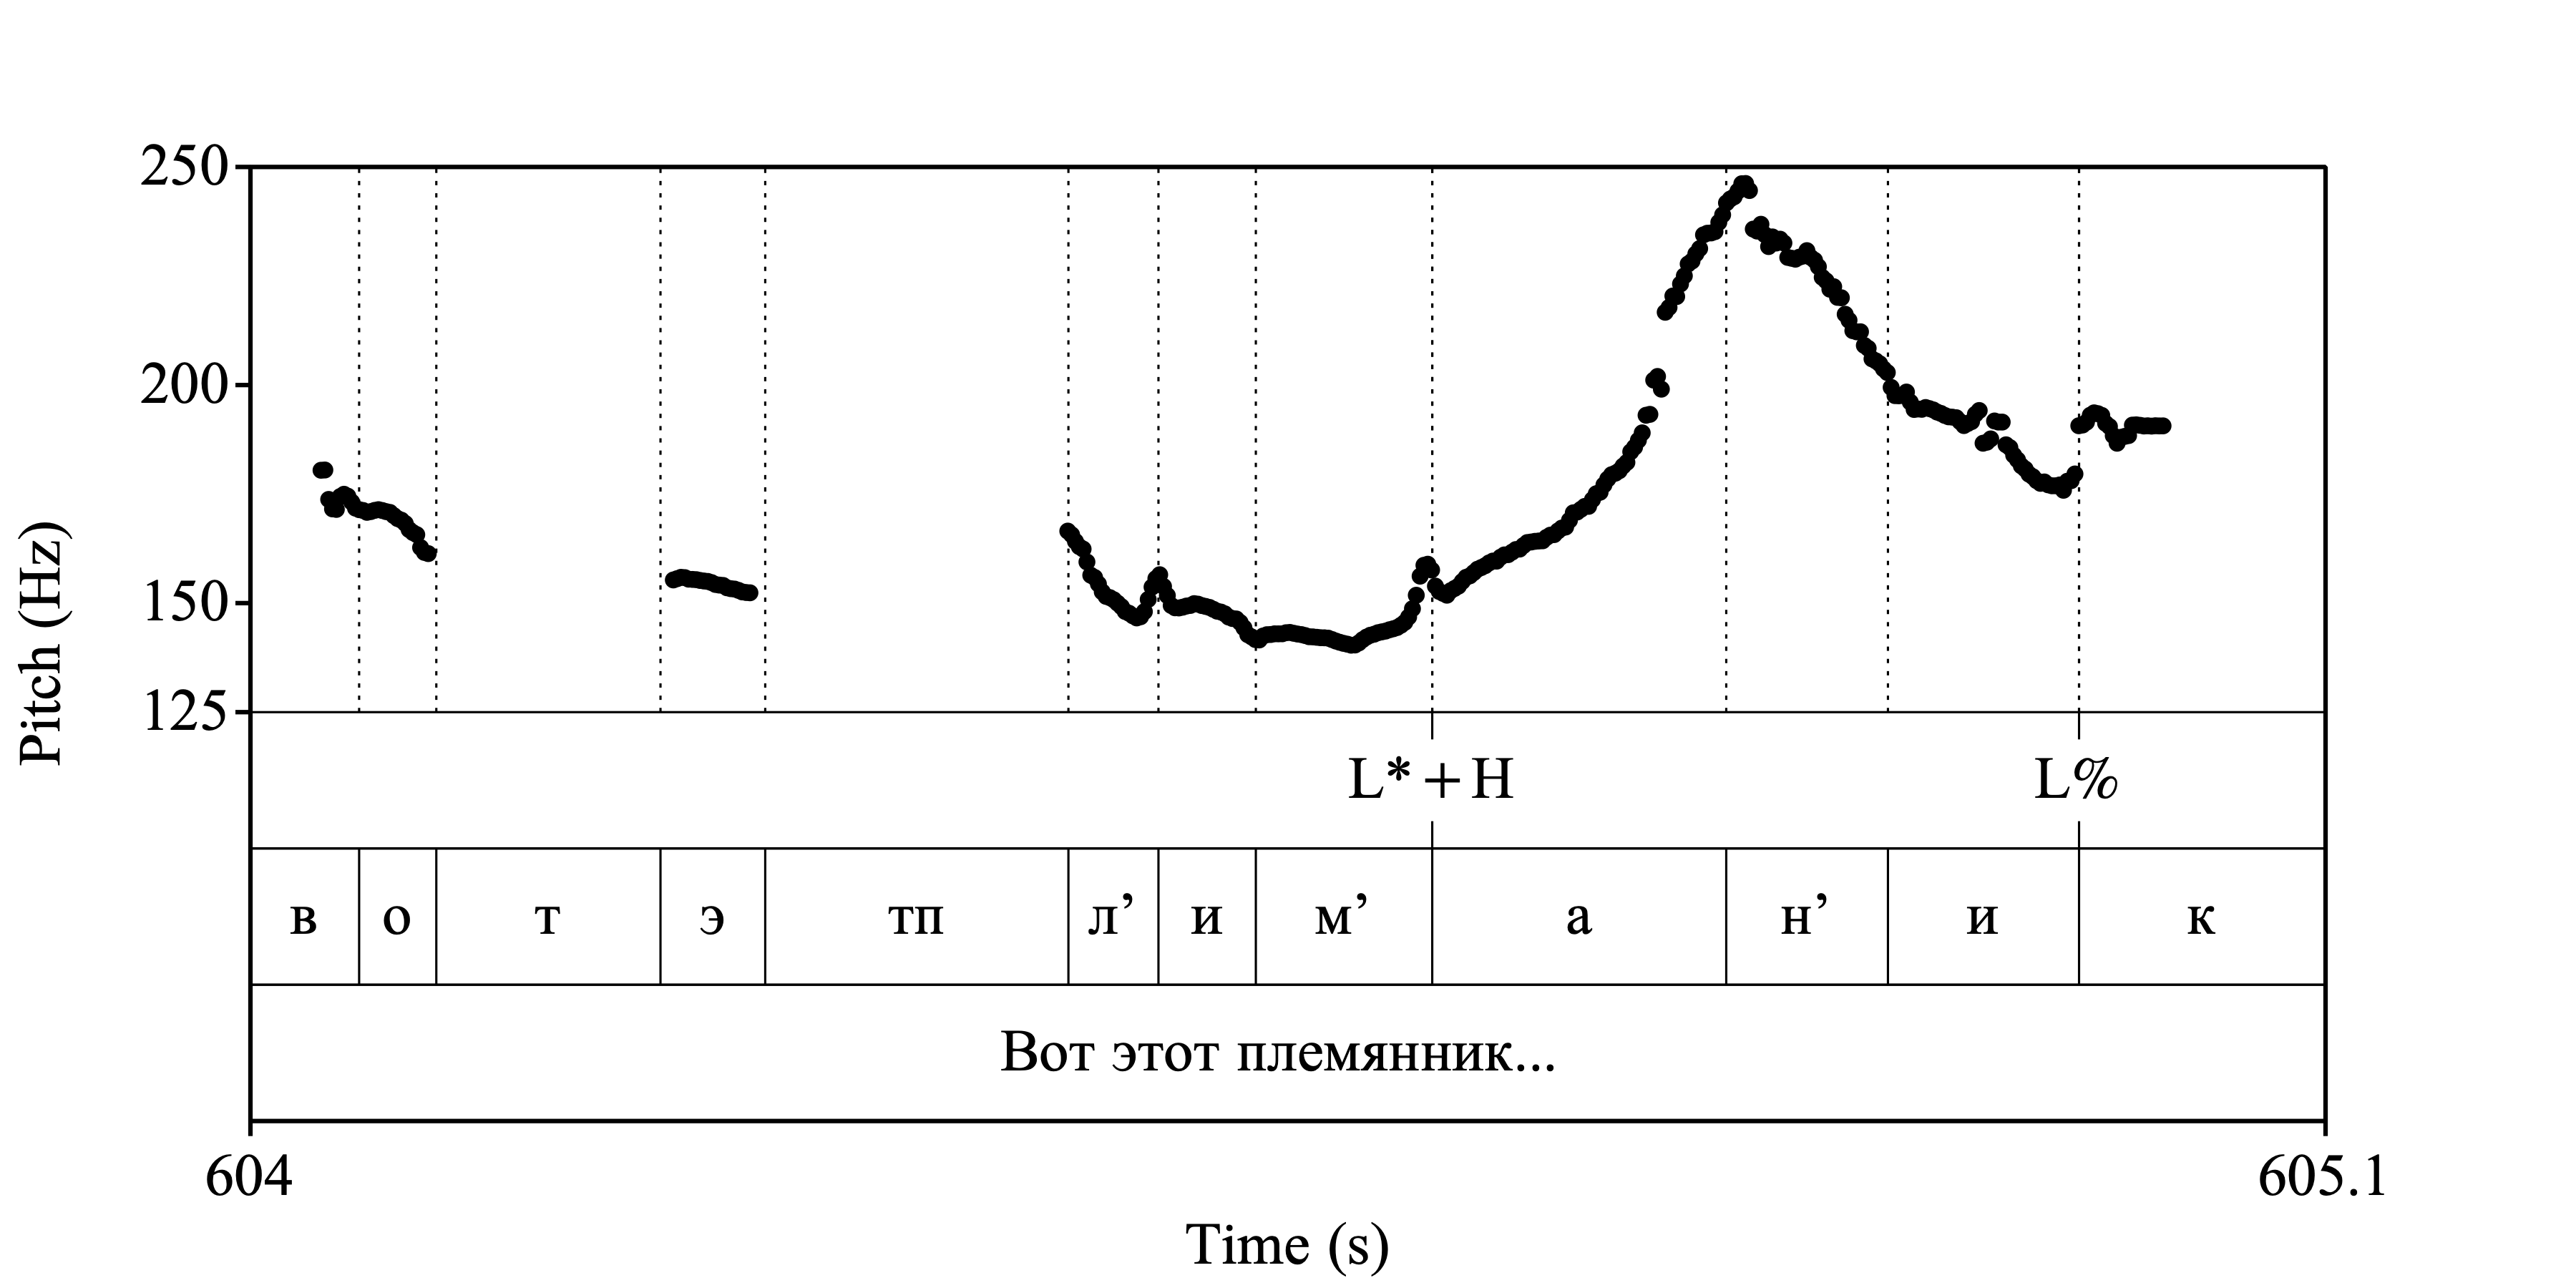 250
200
150
125
Pitch (Hz)
L* + H L%
в о т э тп л’ и м’ а н’ и к
Вот этот племянник...
604 605.1
Time (s)